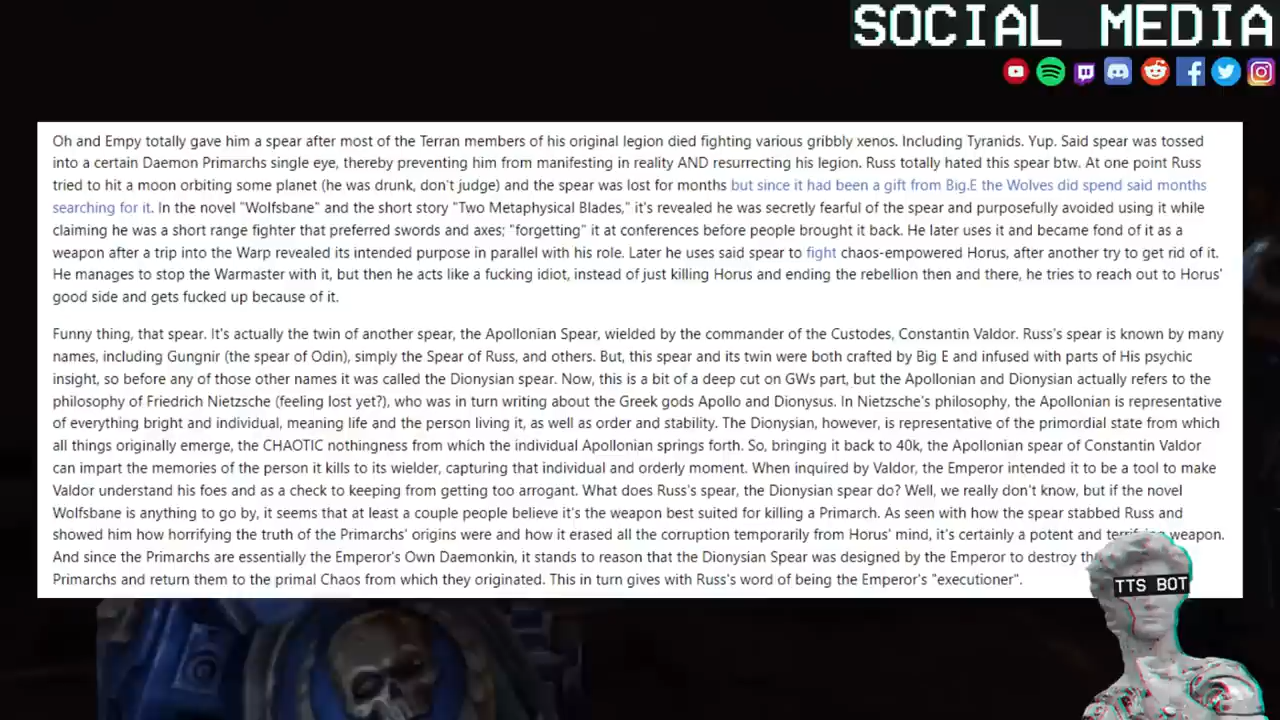 SOCIAL MEDIA
Oh and Empy totally gave him a spear after most of the Terran members of his original legion died fighting various gribbly xenos. Including Tyranids. Yup. Said spear was tossed
into a certain Daemon Primarchs single eye, thereby preventing him from manifesting in reality AND resurrecting his legion. Russ totally hated this spear btw. At one point Russ
tried to hit a moon orbiting some planet (he was drunk, don't judge) and the spear was lost for months but since it had been a gift from Big.E the Wolves did spend said months
searching for it. In the novel "Wolfsbane" and the short story "Two Metaphysical Blades," it's revealed he was secretly fearful of the spear and purposefully avoided using it while
claiming he was a short range fighter that preferred swords and axes; "forgetting" it at conferences before people brought it back. He later uses it and became fond of it as a
weapon after a trip into the Warp revealed its intended purpose in parallel with his role. Later he uses said spear to fight chaos-empowered Horus, after another try to get rid of it.
He manages to stop the Warmaster with it, but then he acts like a fucking idiot, instead of just killing Horus and ending the rebellion then and there, he tries to reach out to Horus'
good side and gets fucked up because of it.
Funny thing, that spear. It's actually the twin of another spear, the Apollonian Spear, wielded by the commander of the Custodes, Constantin Valdor. Russ's spear is known by many
names, including Gungnir (the spear of Odin), simply the Spear of Russ, and others. But, this spear and its twin were both crafted by Big E and infused with parts of His psychic
insight, so before any of those other names it was called the Dionysian spear. Now, this is a bit of a deep cut on GWs part, but the Apollonian and Dionysian actually refers to the
philosophy of Friedrich Nietzsche (feeling lost yet?), who was in turn writing about the Greek gods Apollo and Dionysus. In Nietzsche's philosophy, the Apollonian is representative
of everything bright and individual, meaning life and the person living it, as well as order and stability. The Dionysian, however, is representative of the primordial state from which
all things originally emerge, the CHAOTIC nothingness from which the individual Apollonian springs forth. So, bringing it back to 40k, the Apollonian spear of Constantin Valdor
can impart the memories of the person it kills to its wielder, capturing that individual and orderly moment. When inquired by Valdor, the Emperor intended it to be a tool to make
Valdor understand his foes and as a check to keeping from getting too arrogant. What does Russ's spear, the Dionysian spear do? Well, we really don't know, but if the novel
Wolfsbane is anything to go by, it seems that at least a couple people believe it's the weapon best suited for killing a Primarch. As seen with how the spear stabbed Russ and
showed him how horrifying the truth of the Primarchs' origins were and how it erased all the corruption temporarily from Horus' mind, it's certainly a potent and weapon.
And since the Primarchs are essentially the Emperor's Own Daemonkin, it stands to reason that the Dionysian Spear was designed by the Emperor to destroy
Primarchs and return them to the primal Chaos from which they originated. This in turn gives with Russ's word of being the Emperor's "executioner".
TTS BOT